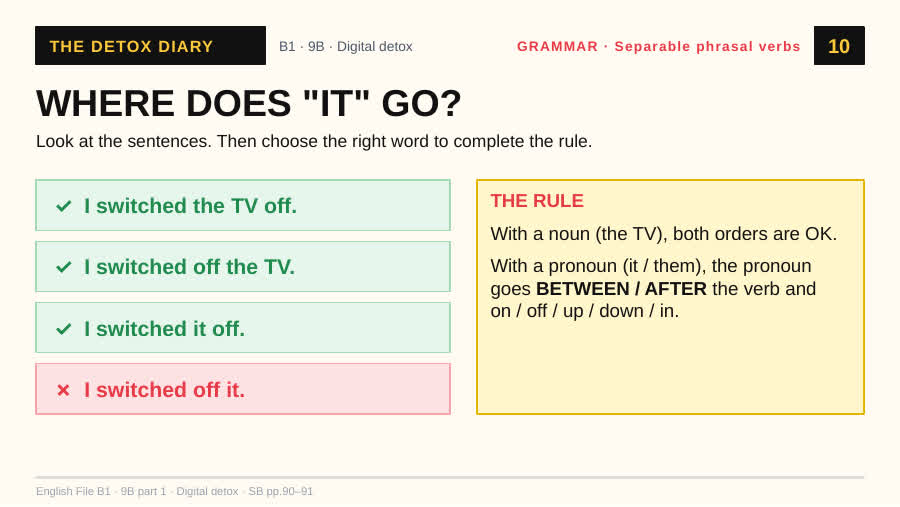 THE DETOX DIARY
B1 · 9B · Digital detox
GRAMMAR · Separable phrasal verbs
10
WHERE DOES "IT" GO?
Look at the sentences. Then choose the right word to complete the rule.
✓ I switched the TV off.
✓ I switched off the TV.
✓ I switched it off.
✗ I switched off it.
THE RULE
With a noun (the TV), both orders are OK.
With a pronoun (it / them), the pronoun
goes BETWEEN / AFTER the verb and
on / off / up / down / in.
English File B1 · 9B part 1 · Digital detox · SB pp.90–91